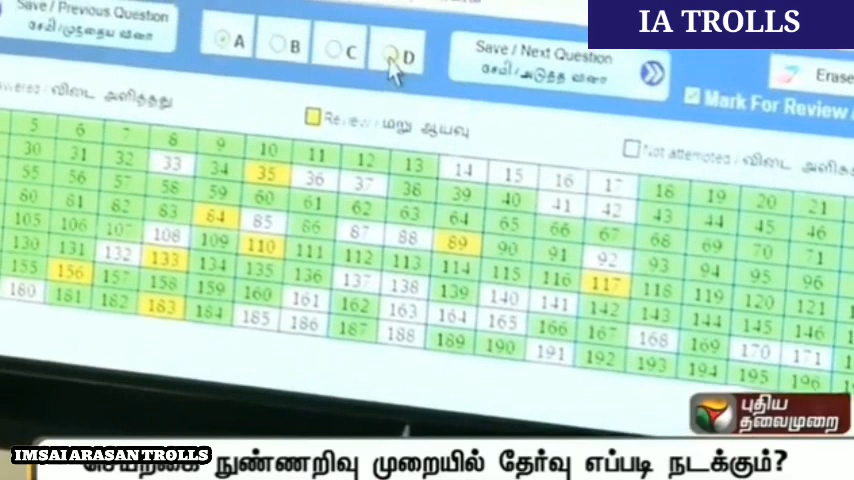 IA TROLLS
Save / Previous Question
சேமி/முந்தைய வினா
A B C D
Save / Next Question
சேமி/அடுத்த வினா
Erase
Mark For Review
விடை அளித்தது
Review / மறு ஆய்வு
Not attempted / விடை
5 6 7 8 9 10 11 12 13 14 15 16 17 18 19 20 21
30 31 32 33 34 35 36 37 38 39 40 41 42 43 44 45 46
55 56 57 58 59 60 61 62 63 64 65 66 67 68 69 70 71
80 81 82 83 84 85 86 87 88 89 90 91 92 93 94 95 96
105 106 107 108 109 110 111 112 113 114 115 116 117 118 119 120 121
130 131 132 133 134 135 136 137 138 139 140 141 142 143 144 145 146
155 156 157 158 159 160 161 162 163 164 165 166 167 168 169 170 171
180 181 182 183 184 185 186 187 188 189 190 191 192 193 194 195 196
புதிய
தலைமுறை
IMSAI ARASAN TROLLS
நுண்ணறிவு முறையில் தேர்வு எப்படி நடக்கும்?